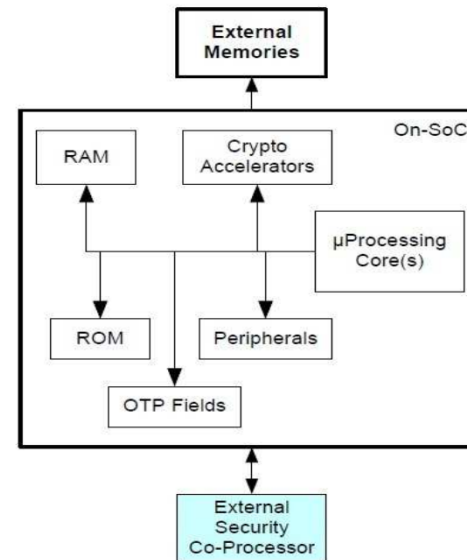 External
Memories
On-SoC
RAM
Crypto
Accelerators
µProcessing
Core(s)
ROM
Peripherals
OTP Fields
External
Security
Co-Processor